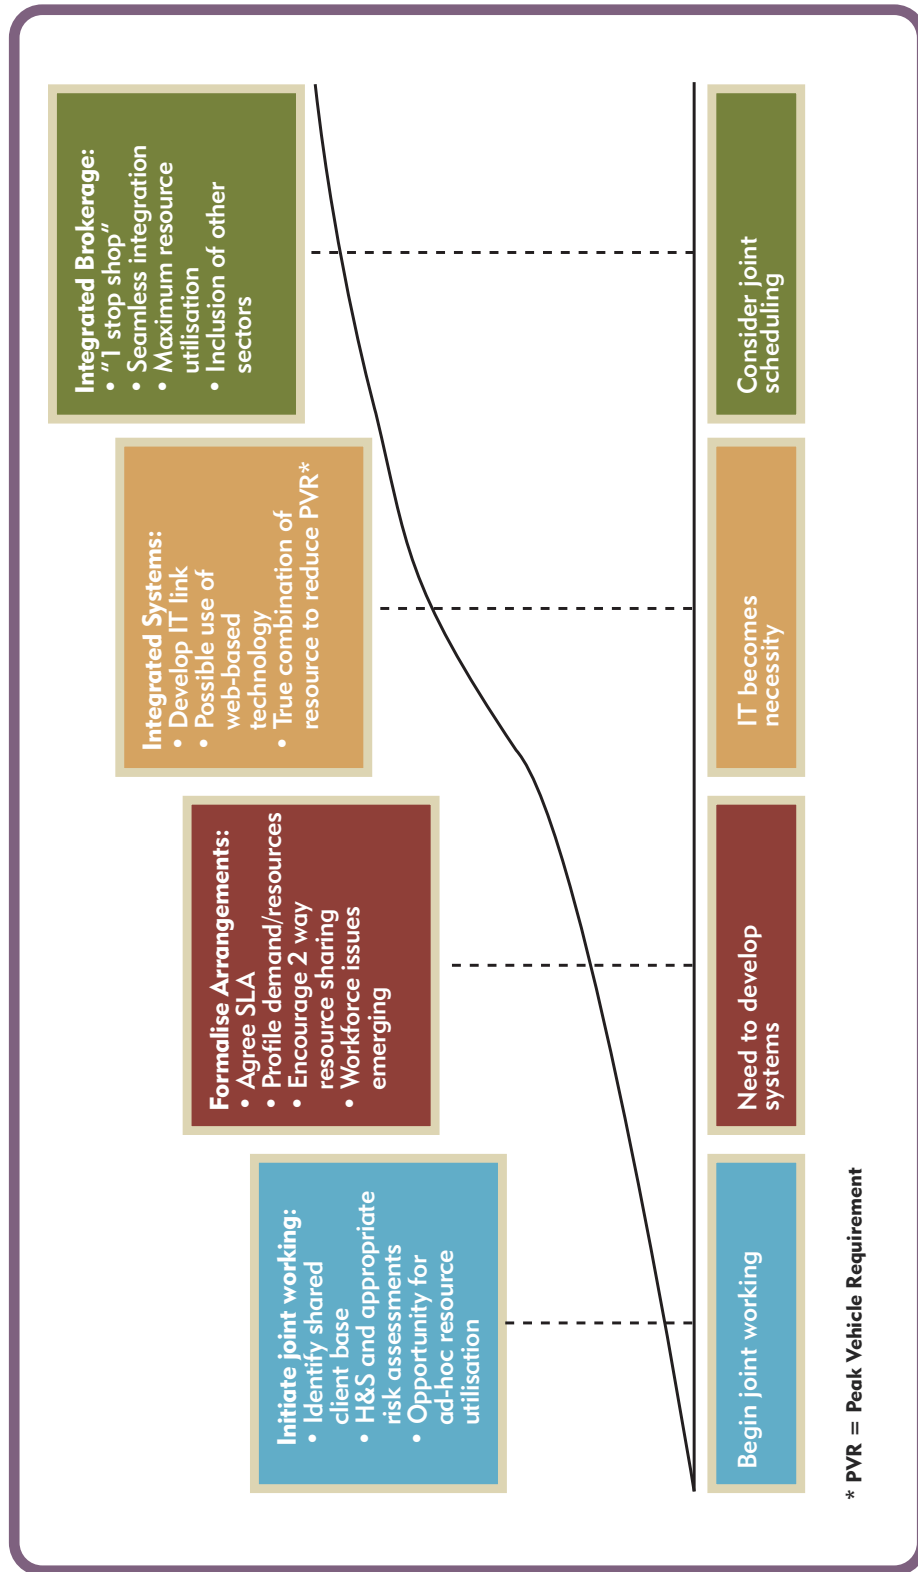 Initiate joint working:
• Identify shared
client base
• H&S and appropriate
risk assessments
• Opportunity for
ad-hoc resource
utilisation
Formalise Arrangements:
• Agree SLA
• Profile demand/resources
• Encourage 2 way
resource sharing
• Workforce issues
emerging
Integrated Systems:
• Develop IT link
• Possible use of
web-based
technology
• True combination of
resource to reduce PVR*
Integrated Brokerage:
• "1 stop shop"
• Seamless integration
• Maximum resource
utilisation
• Inclusion of other
sectors
Begin joint working
Need to develop
systems
IT becomes
necessity
Consider joint
scheduling
* PVR = Peak Vehicle Requirement